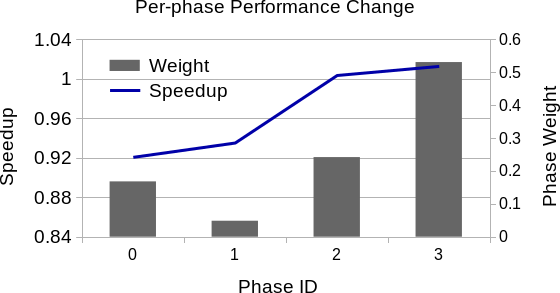 Per-phase Performance Change
1.04
1
0.96
0.92
0.88
0.84
Speedup
Weight
Speedup
0.6
0.5
0.4
0.3
0.2
0.1
0
Phase Weight
0 1 2 3
Phase ID